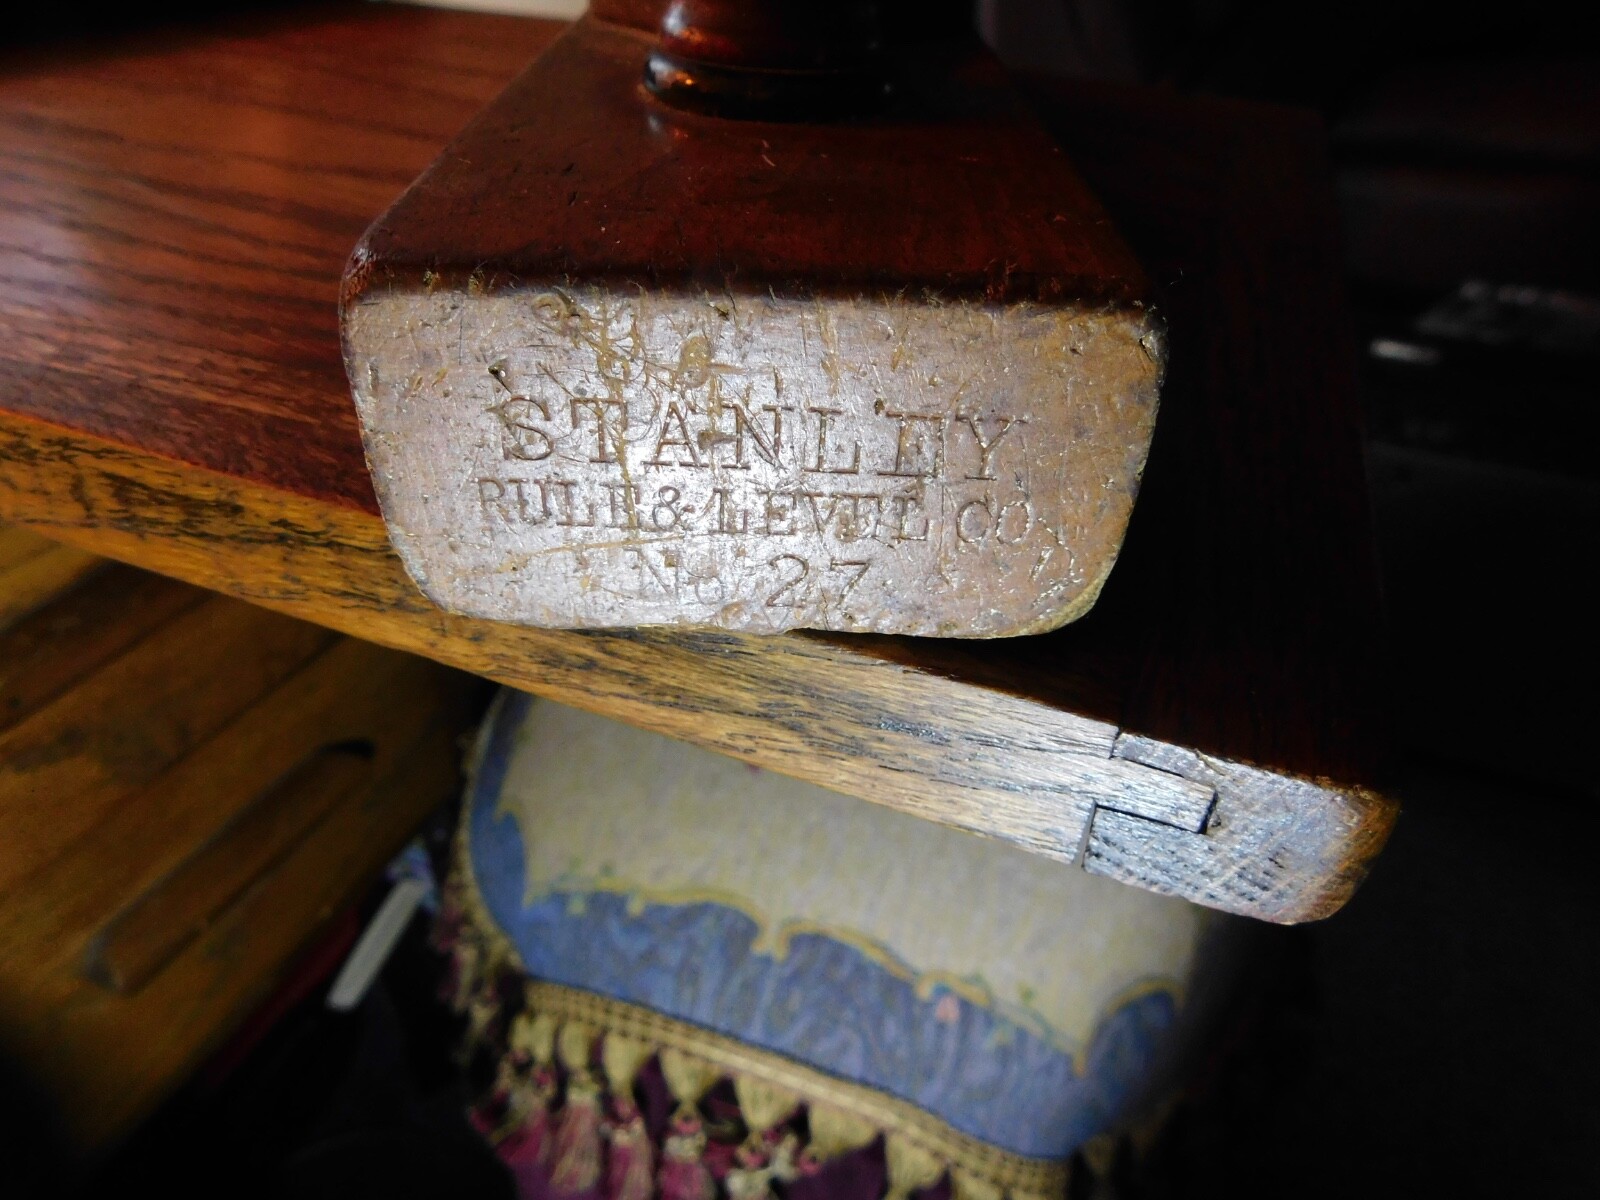 STANLEY
RULE & LEVEL CO
No 27